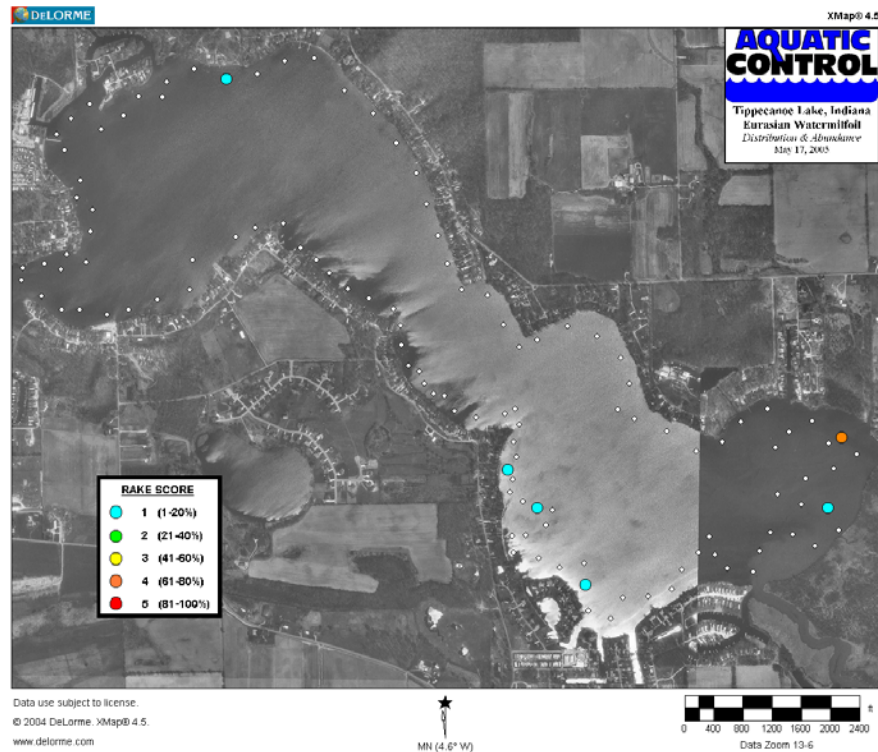 DELORME
XMap® 4.5
AQUATIC
CONTROL
Tippecanoe Lake, Indiana
Eurasian Watermilfoil
Distribution & Abundance
May 17, 2005
RAKE SCORE
1 (1-20%)
2 (21-40%)
3 (41-60%)
4 (61-80%)
5 (81-100%)
Data use subject to license.
© 2004 DeLorme. XMap® 4.5.
www.delorme.com
MN (4.6° W)
ft
0 400 800 1200 1600 2000 2400
Data Zoom 13-6